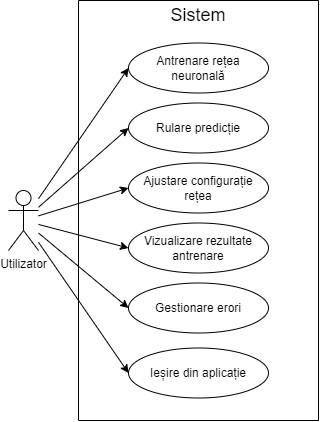 Sistem
Antrenare rețea
neuronală
Rulare predicție
Ajustare configurație
rețea
Vizualizare rezultate
antrenare
Gestionare erori
Ieșire din aplicație
Utilizator